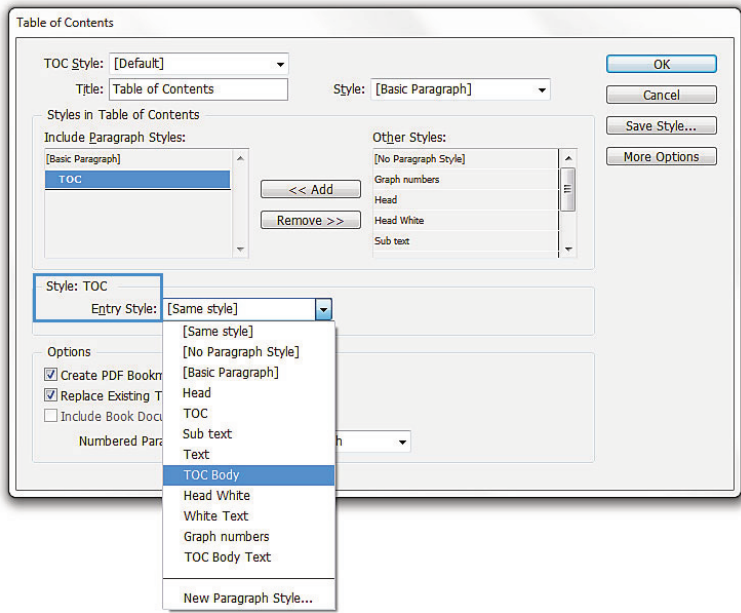 Table of Contents
TOC Style: [Default]
OK
Title: Table of Contents Style: [Basic Paragraph]
Cancel
Styles in Table of Contents
Save Style...
Include Paragraph Styles: Other Styles:
More Options
[Basic Paragraph]
TOC
<< Add
Remove >>
[No Paragraph Style]
Graph numbers
Head
Head White
Sub text
Style: TOC
Entry Style: [Same style]
[Same style]
[No Paragraph Style]
[Basic Paragraph]
Head
TOC
Sub text
Text
TOC Body
Head White
White Text
Graph numbers
TOC Body Text
New Paragraph Style...
Options
Create PDF
Replace Existing
Include Book
Numbered